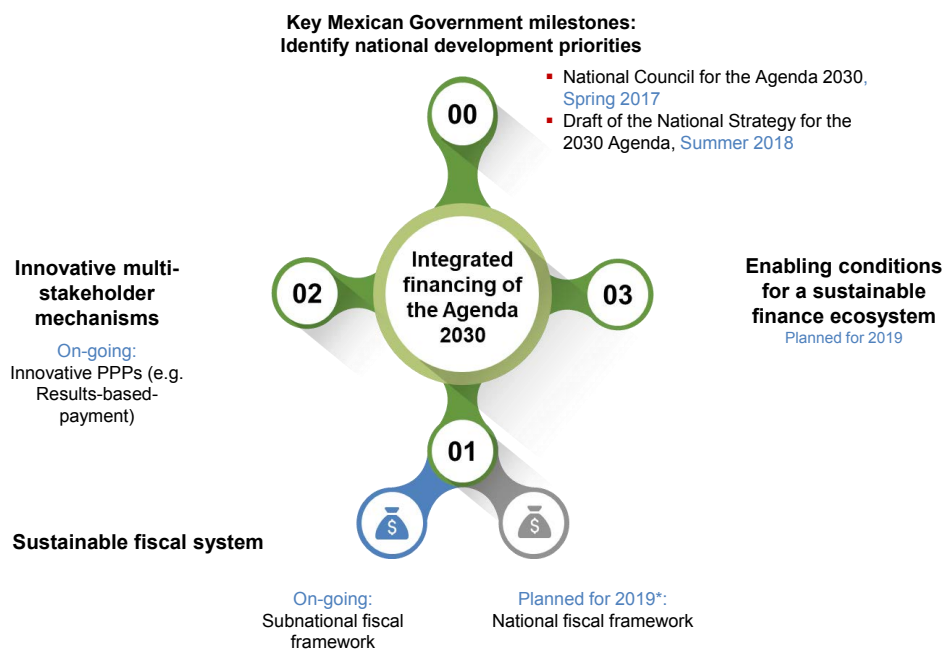 Key Mexican Government milestones:
Identify national development priorities
00
▪ National Council for the Agenda 2030,
Spring 2017
▪ Draft of the National Strategy for the
2030 Agenda, Summer 2018
Innovative multi-
stakeholder
mechanisms
On-going:
Innovative PPPs (e.g.
Results-based-
payment)
02
Integrated
financing of
the Agenda
2030
03
Enabling conditions
for a sustainable
finance ecosystem
Planned for 2019
01
$
$
Sustainable fiscal system
On-going:
Subnational fiscal
framework
Planned for 2019*:
National fiscal framework